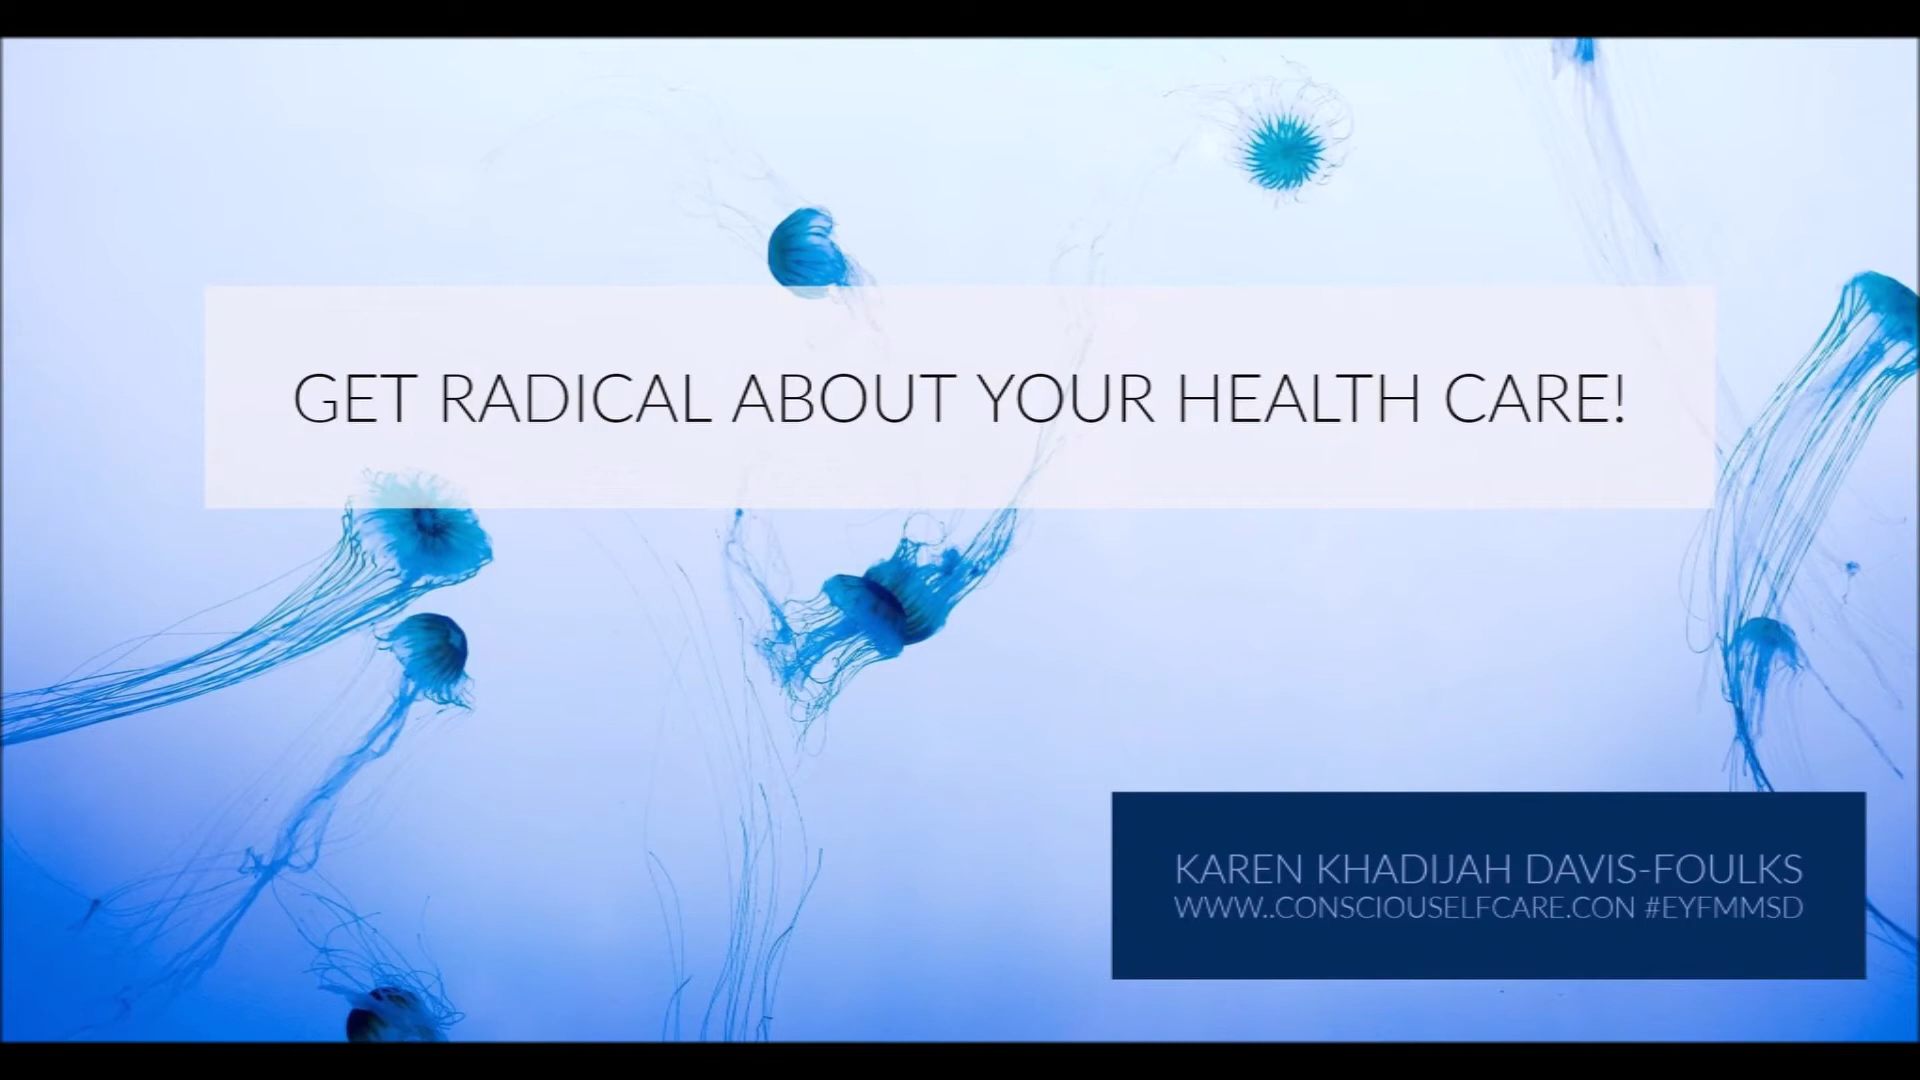 GET RADICAL ABOUT YOUR HEALTH CARE!
KAREN KHADIJAH DAVIS-FOULKS
WWW..CONSCIOUSELFCARE.CON #EYFMMSD